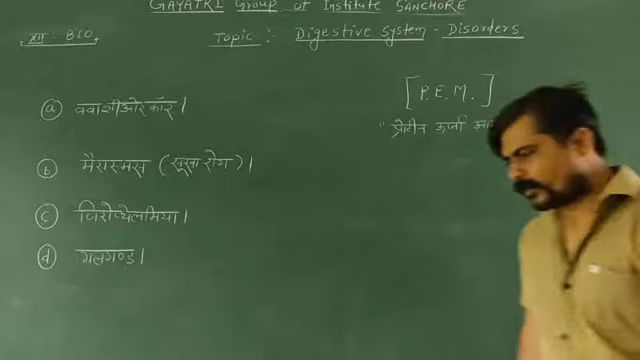 GAYATRI Group of Institute SANCHORE
XII - BIO.
Topic :- Digestive System - Disorders
[P.E.M.]
" प्रोटीन ऊर्जा
(a) क्वाशीओरकॉर।
(b) मैरास्मस (सूखा रोग)।
(c) जिरोप्थेलमिया।
(d) गलगण्ड।